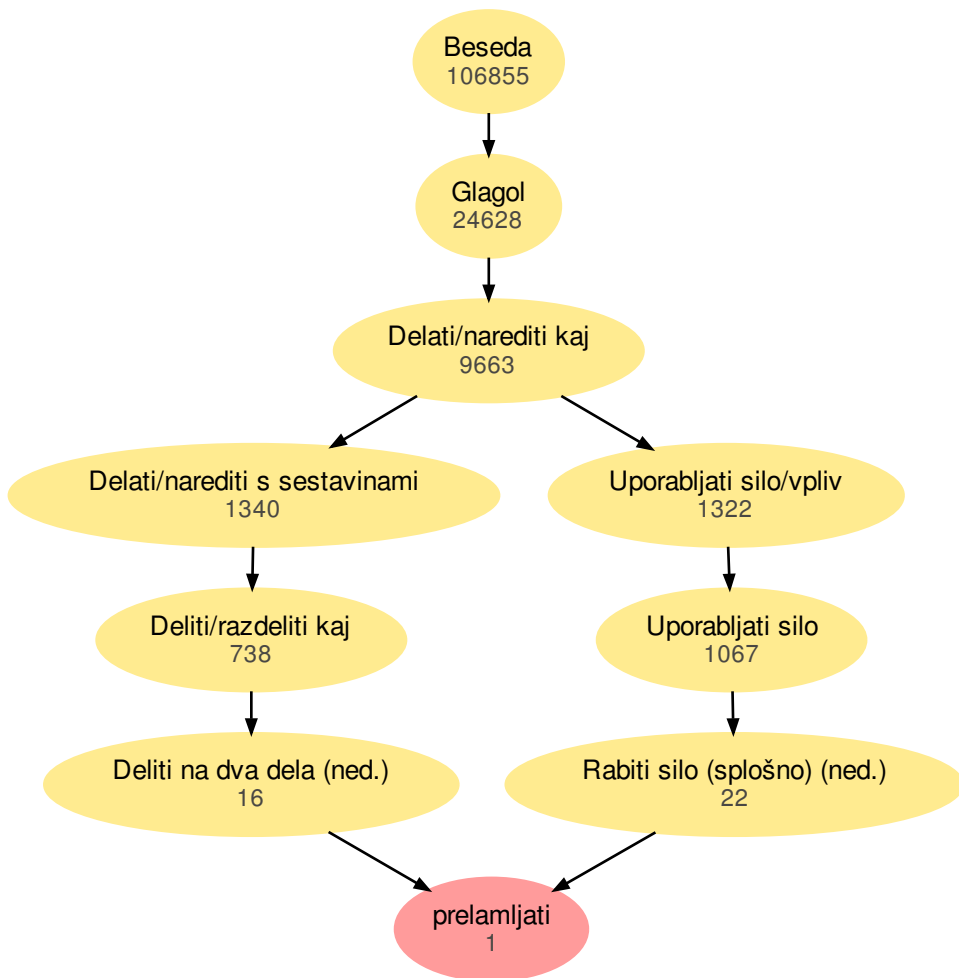 Beseda
106855
Glagol
24628
Delati/narediti kaj
9663
Delati/narediti s sestavinami
1340
Uporabljati silo/vpliv
1322
Deliti/razdeliti kaj
738
Uporabljati silo
1067
Deliti na dva dela (ned.)
16
Rabiti silo (splošno) (ned.)
22
prelamljati
1